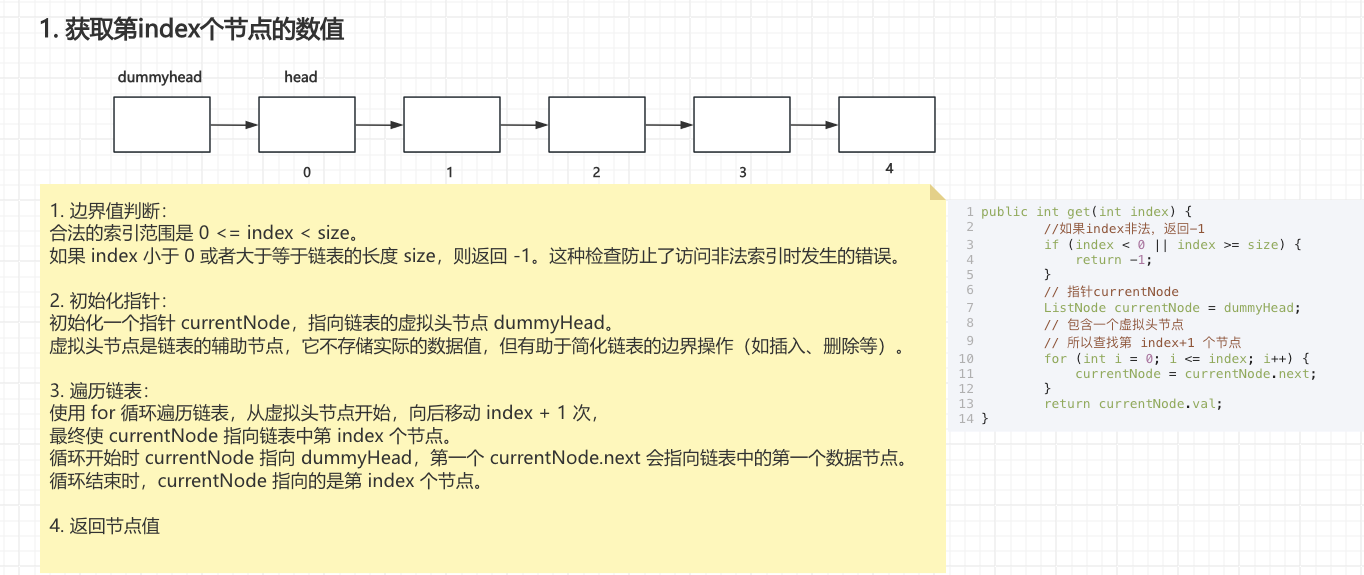 1. 获取第index个节点的数值
dummyhead head
0 1 2 3 4
1. 边界值判断：
合法的索引范围是 0 <= index < size。
如果 index 小于 0 或者大于等于链表的长度 size，则返回 -1。这种检查防止了访问非法索引时发生的错误。
2. 初始化指针：
初始化一个指针 currentNode，指向链表的虚拟头节点 dummyHead。
虚拟头节点是链表的辅助节点，它不存储实际的数据值，但有助于简化链表的边界操作（如插入、删除等）。
3. 遍历链表：
使用 for 循环遍历链表，从虚拟头节点开始，向后移动 index + 1 次，
最终使 currentNode 指向链表中第 index 个节点。
循环开始时 currentNode 指向 dummyHead，第一个 currentNode.next 会指向链表中的第一个数据节点。
循环结束时，currentNode 指向的是第 index 个节点。
4. 返回节点值
1 public int get(int index) {
2 //如果index非法，返回-1
3 if (index < 0 || index >= size) {
4 return -1;
5 }
6 // 指针currentNode
7 ListNode currentNode = dummyHead;
8 // 包含一个虚拟头节点
9 // 所以查找第 index+1 个节点
10 for (int i = 0; i <= index; i++) {
11 currentNode = currentNode.next;
12 }
13 return currentNode.val;
14 }